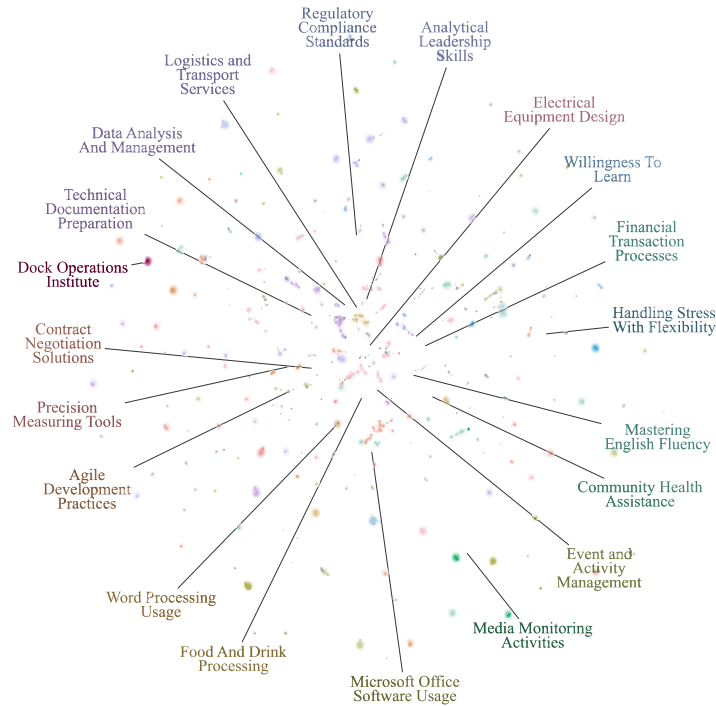 Regulatory
Compliance
Standards
Analytical
Leadership
Skills
Logistics and
Transport
Services
Electrical
Equipment Design
Data Analysis
And Management
Willingness To
Learn
Technical
Documentation
Preparation
Financial
Transaction
Processes
Dock Operations
Institute
Handling Stress
With Flexibility
Contract
Negotiation
Solutions
Precision
Measuring Tools
Mastering
English Fluency
Agile
Development
Practices
Community Health
Assistance
Event and
Activity
Management
Word Processing
Usage
Media Monitoring
Activities
Food And Drink
Processing
Microsoft Office
Software Usage